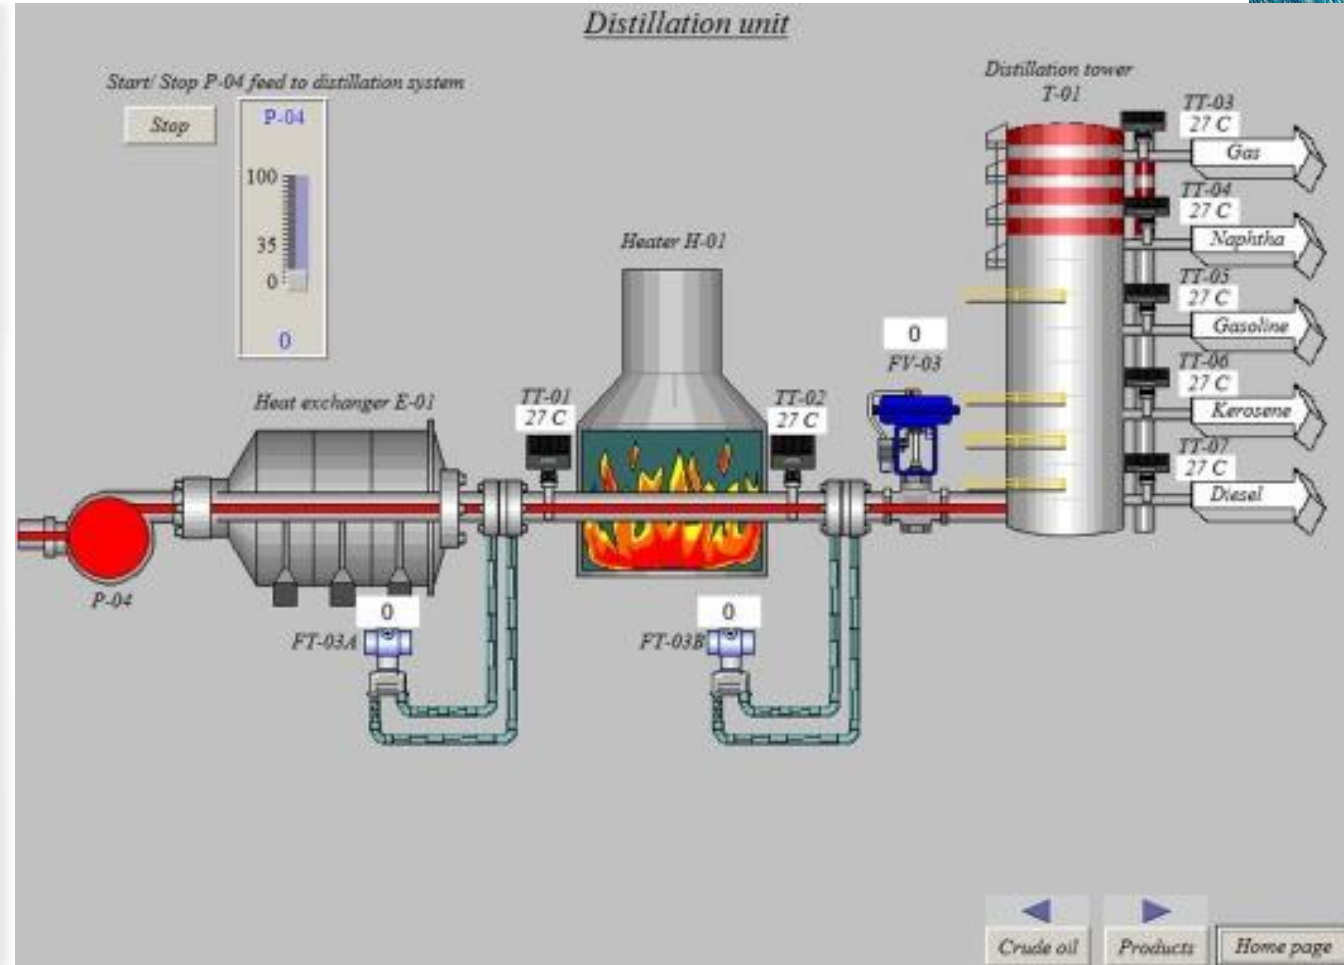 Distillation unit
Start/ Stop P-04 feed to distillation system
Stop
P-04
100
35
0
0
Distillation tower
T-01
TT-03
27 C
Gas
TT-04
27 C
Naphtha
TT-05
27 C
Gasoline
TT-06
27 C
Kerosene
TT-07
27 C
Diesel
Heater H-01
0
FV-03
Heat exchanger E-01
TT-01
27 C
TT-02
27 C
P-04
0
FT-03A
0
FT-03B
Crude oil
Products
Home page